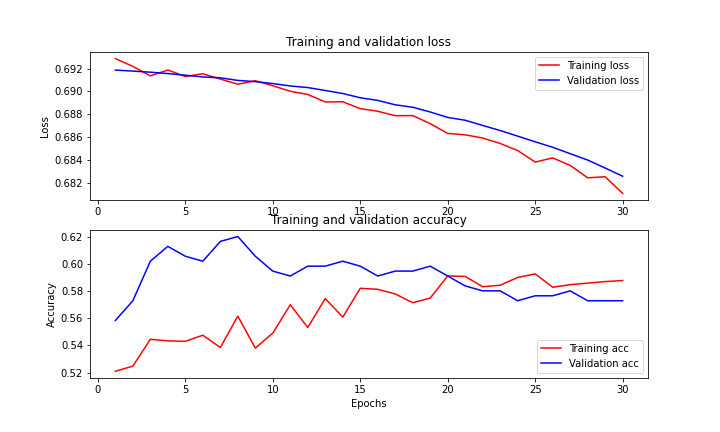 Training and validation loss
Loss
0.692
0.690
0.688
0.686
0.684
0.682
Training loss
Validation loss
0 5 10 15 20 25 30
Training and validation accuracy
Accuracy
0.62
0.60
0.58
0.56
0.54
0.52
Training acc
Validation acc
0 5 10 15 20 25 30
Epochs